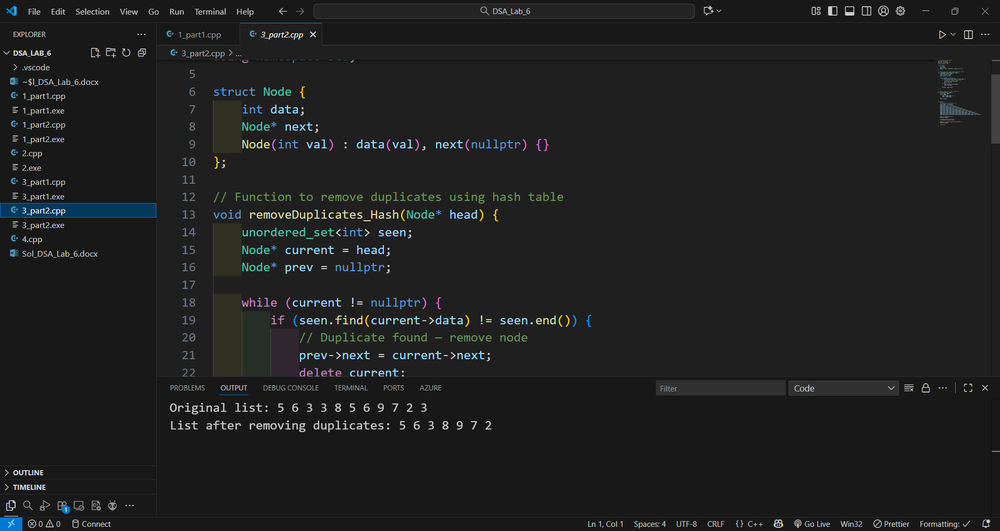 File Edit Selection View Go Run Terminal Help
DSA_Lab_6
EXPLORER
DSA_LAB_6
.vscode
~$l_DSA_Lab_6.docx
1_part1.cpp
1_part1.exe
1_part2.cpp
1_part2.exe
2.cpp
2.exe
3_part1.cpp
3_part1.exe
3_part2.cpp
3_part2.exe
4.cpp
Sol_DSA_Lab_6.docx
OUTLINE
TIMELINE
1
1_part1.cpp
3_part2.cpp
3_part2.cpp > ...
5
6 struct Node {
7 int data;
8 Node* next;
9 Node(int val) : data(val), next(nullptr) {}
10 };
11
12 // Function to remove duplicates using hash table
13 void removeDuplicates_Hash(Node* head) {
14 unordered_set<int> seen;
15 Node* current = head;
16 Node* prev = nullptr;
17
18 while (current != nullptr) {
19 if (seen.find(current->data) != seen.end()) {
20 // Duplicate found — remove node
21 prev->next = current->next;
22 delete current;
PROBLEMS OUTPUT DEBUG CONSOLE TERMINAL PORTS AZURE
Filter
Code
Original list: 5 6 3 3 8 5 6 9 7 2 3
List after removing duplicates: 5 6 3 8 9 7 2
0 0 Connect
Ln 1, Col 1 Spaces: 4 UTF-8 CRLF {} C++ Go Live Win32 Prettier Formatting: ✓